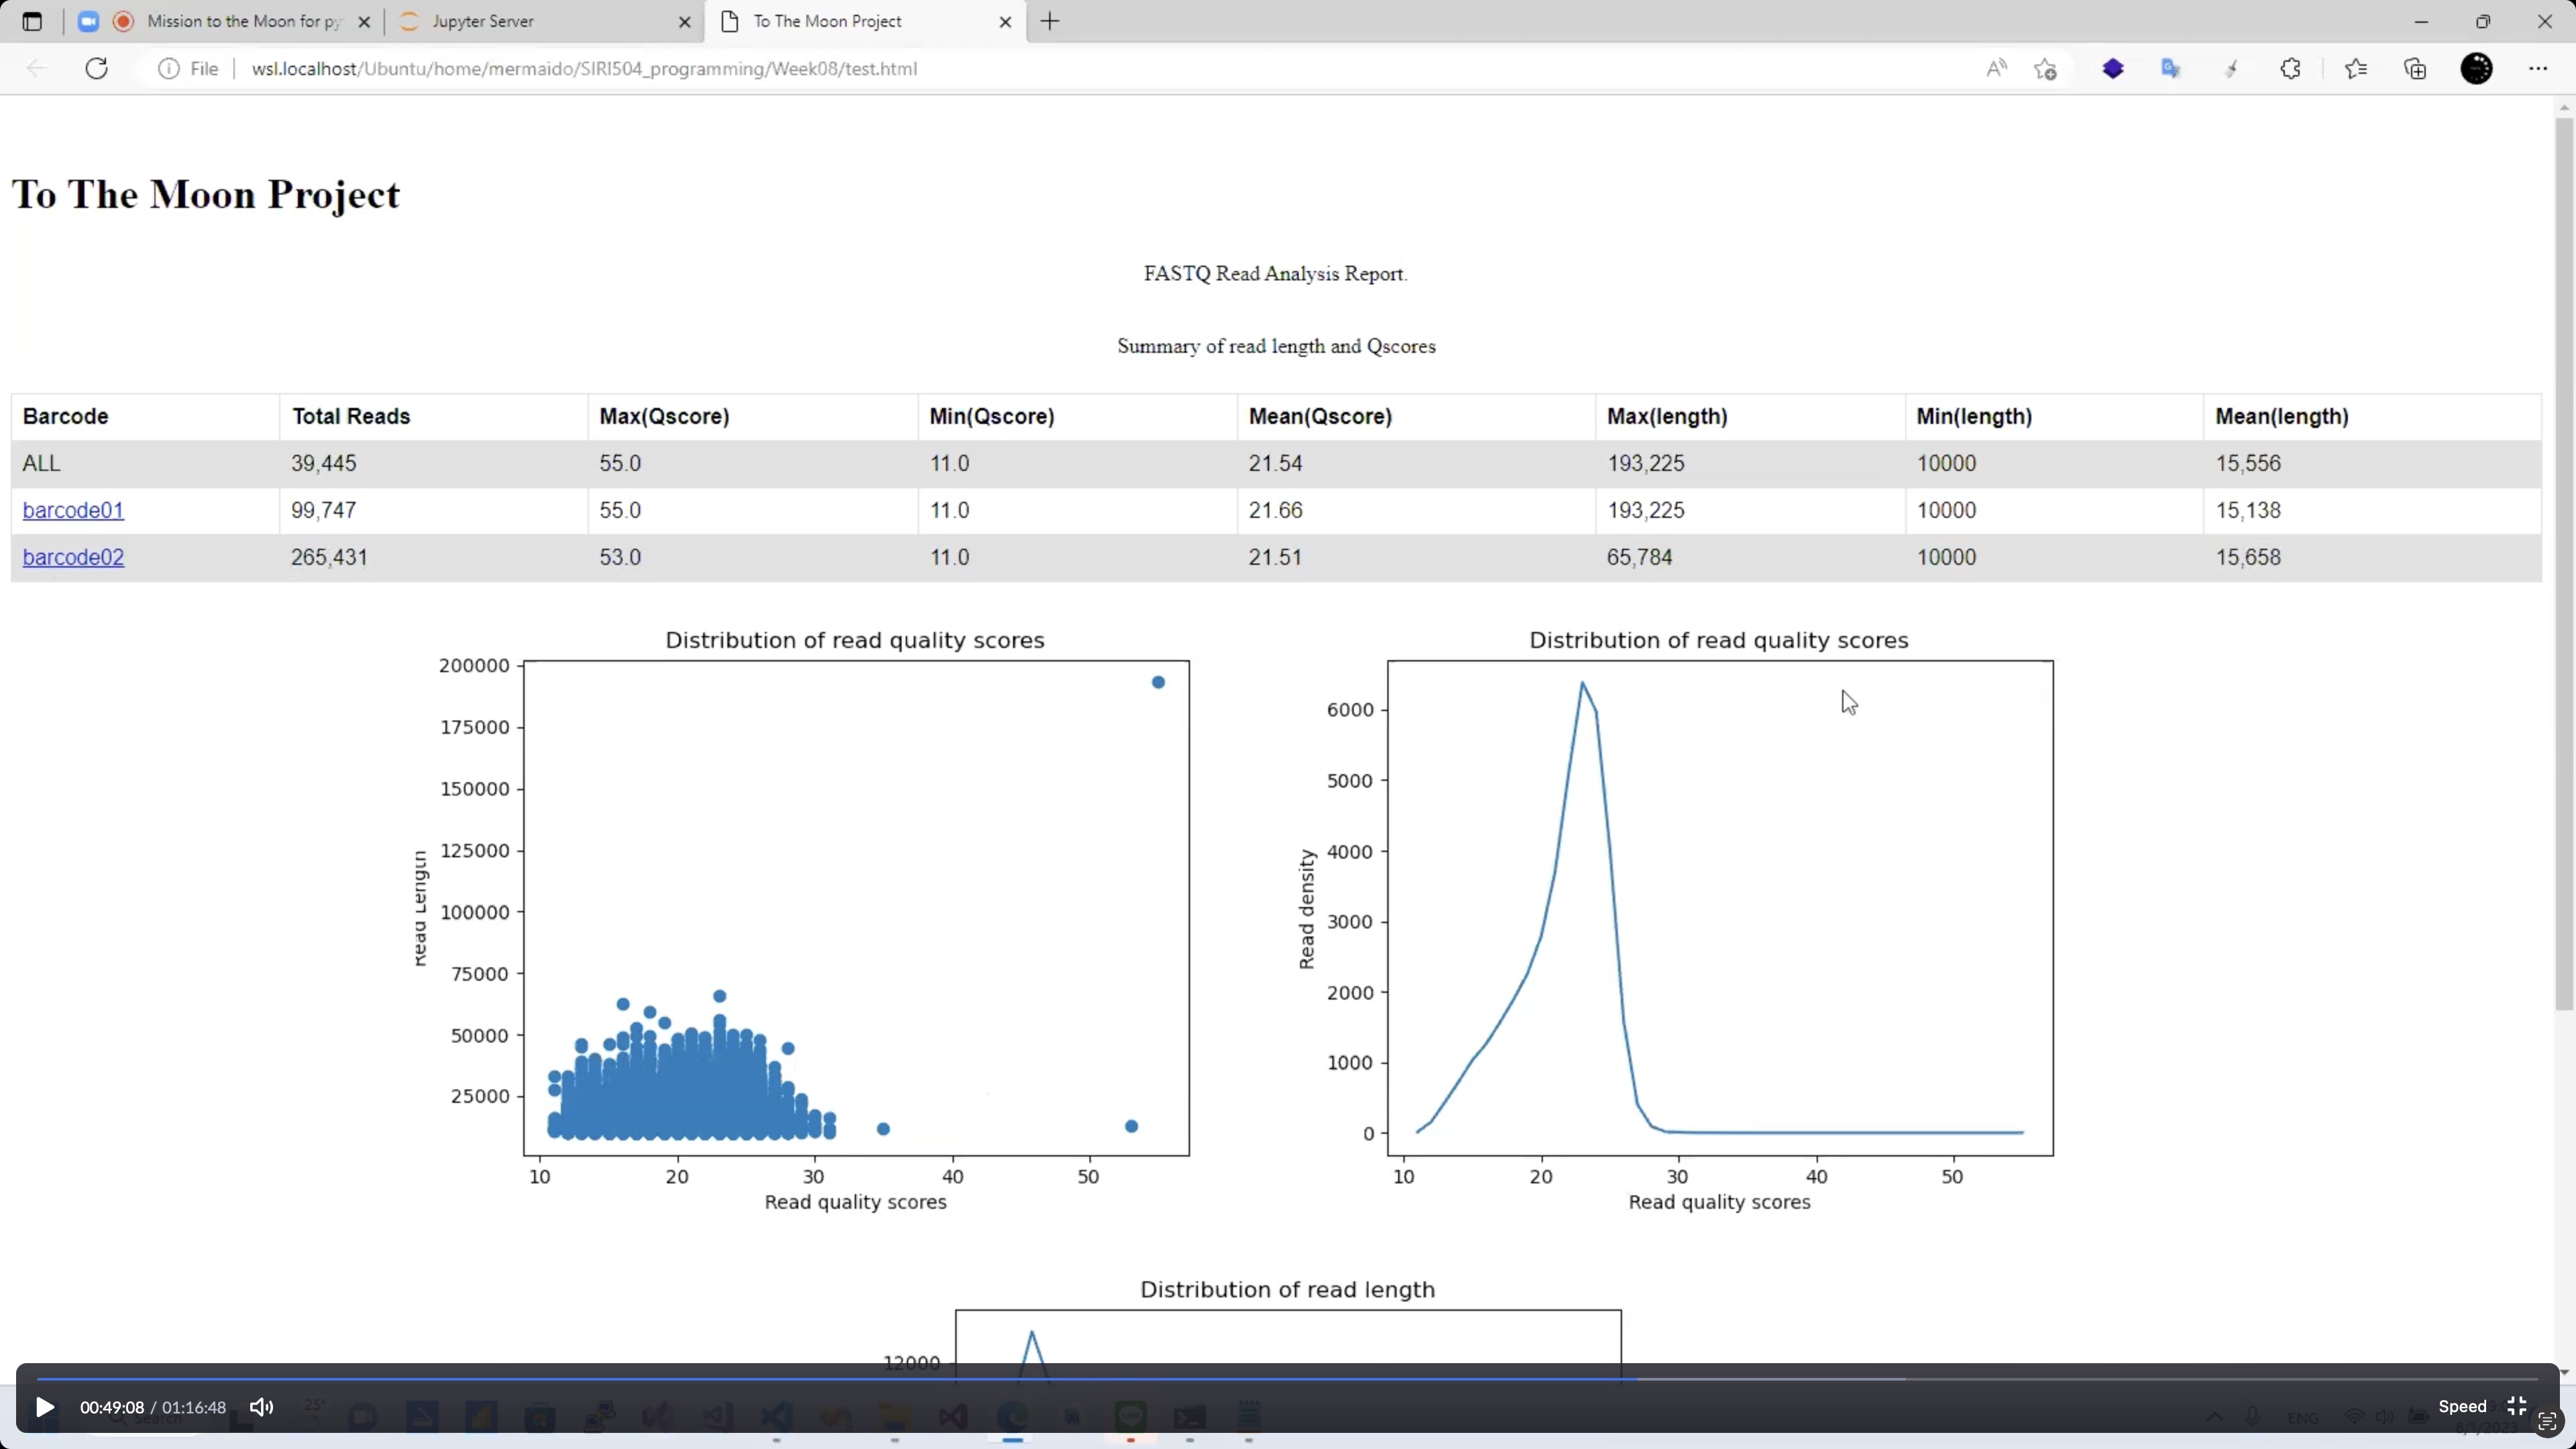 Mission to the Moon for py
Jupyter Server
To The Moon Project
File
wsl.localhost/Ubuntu/home/mermaido/SIRI504_programming/Week08/test.html
To The Moon Project
FASTQ Read Analysis Report.
Summary of read length and Qscores
Barcode Total Reads Max(Qscore) Min(Qscore) Mean(Qscore) Max(length) Min(length) Mean(length)
ALL 39,445 55.0 11.0 21.54 193,225 10000 15,556
barcode01 99,747 55.0 11.0 21.66 193,225 10000 15,138
barcode02 265,431 53.0 11.0 21.51 65,784 10000 15,658
Distribution of read quality scores
200000
175000
150000
125000
100000
75000
50000
25000
Read Length
10 20 30 40 50
Read quality scores
Distribution of read quality scores
6000
5000
4000
3000
2000
1000
0
Read density
10 20 30 40 50
Read quality scores
Distribution of read length
12000
00:49:08 / 01:16:48
25°
Search
Speed
ENG